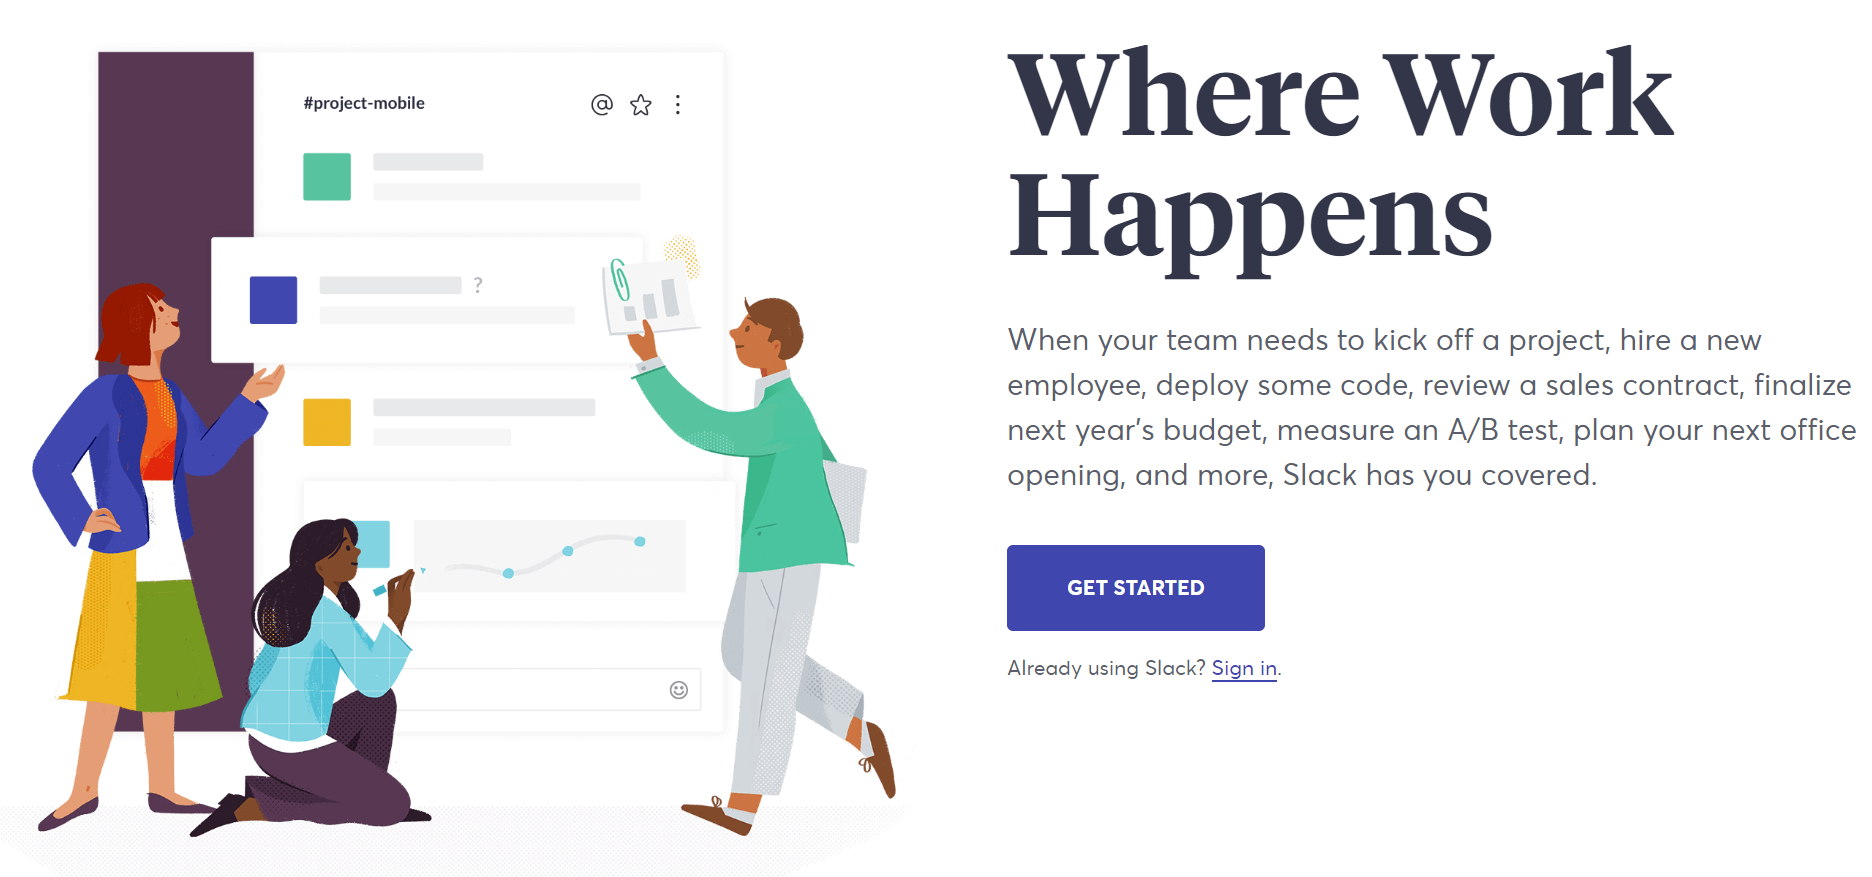 #project-mobile
?
Where Work
Happens
When your team needs to kick off a project, hire a new
employee, deploy some code, review a sales contract, finalize
next year's budget, measure an A/B test, plan your next office
opening, and more, Slack has you covered.
GET STARTED
Already using Slack? Sign in.